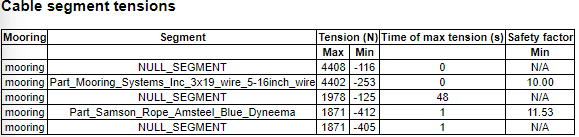 Cable segment tensions
Mooring Segment Tension (N) Time of max tension (s) Safety factor
Max Min Min
mooring NULL_SEGMENT 4408 -116 0 N/A
mooring Part_Mooring_Systems_Inc_3x19_wire_5-16inch_wire 4402 -253 0 10.00
mooring NULL_SEGMENT 1978 -125 48 N/A
mooring Part_Samson_Rope_Amsteel_Blue_Dyneema 1871 -412 1 11.53
mooring NULL_SEGMENT 1871 -405 1 N/A